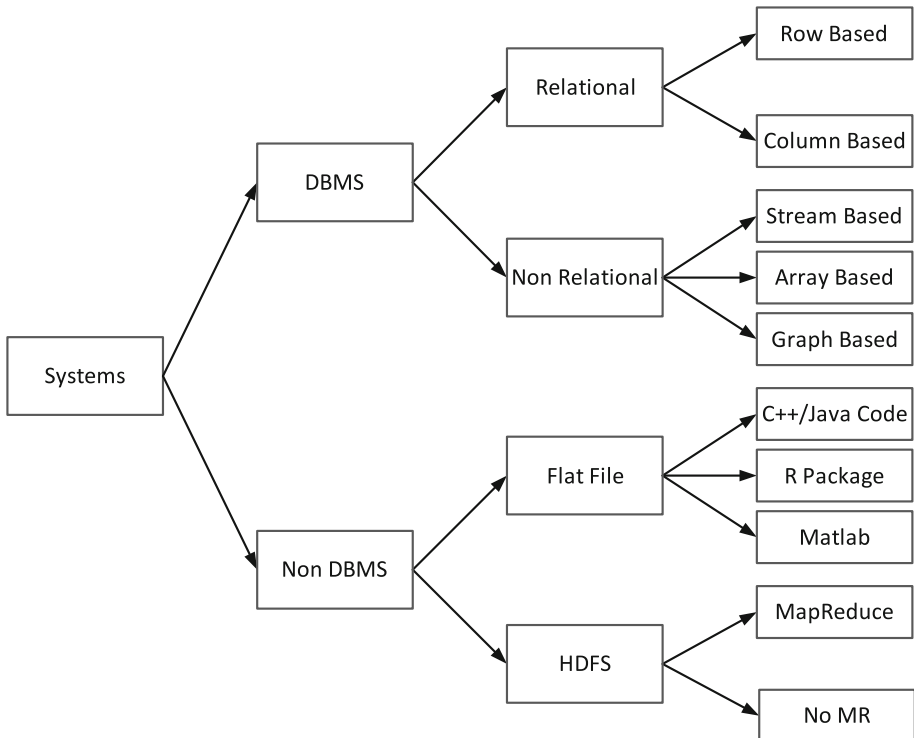 Systems
DBMS
Non DBMS
Relational
Non Relational
Flat File
HDFS
Row Based
Column Based
Stream Based
Array Based
Graph Based
C++/Java Code
R Package
Matlab
MapReduce
No MR